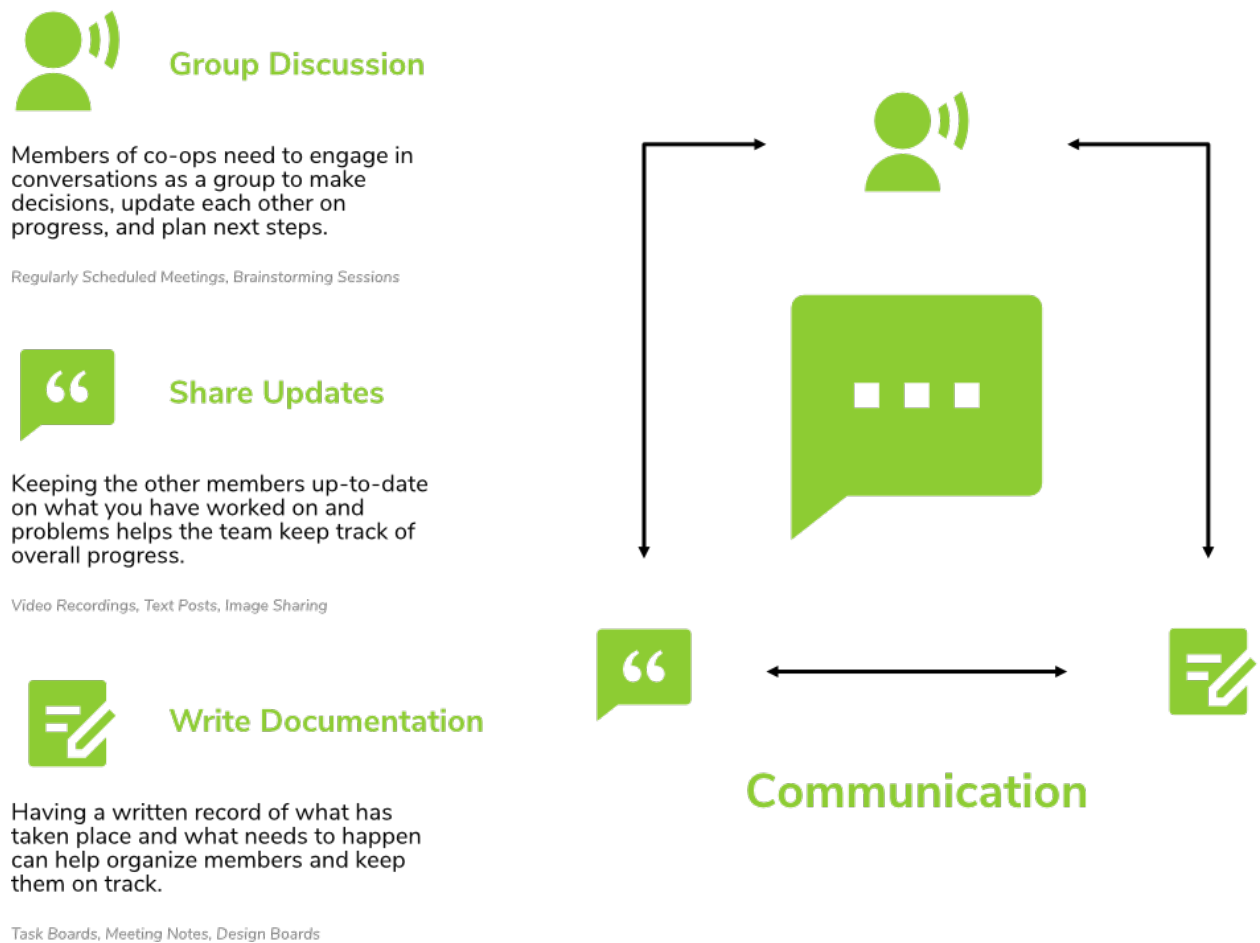 Group Discussion
Members of co-ops need to engage in
conversations as a group to make
decisions, update each other on
progress, and plan next steps.
Regularly Scheduled Meetings, Brainstorming Sessions
Share Updates
Keeping the other members up-to-date
on what you have worked on and
problems helps the team keep track of
overall progress.
Video Recordings, Text Posts, Image Sharing
Write Documentation
Having a written record of what has
taken place and what needs to happen
can help organize members and keep
them on track.
Task Boards, Meeting Notes, Design Boards
Communication